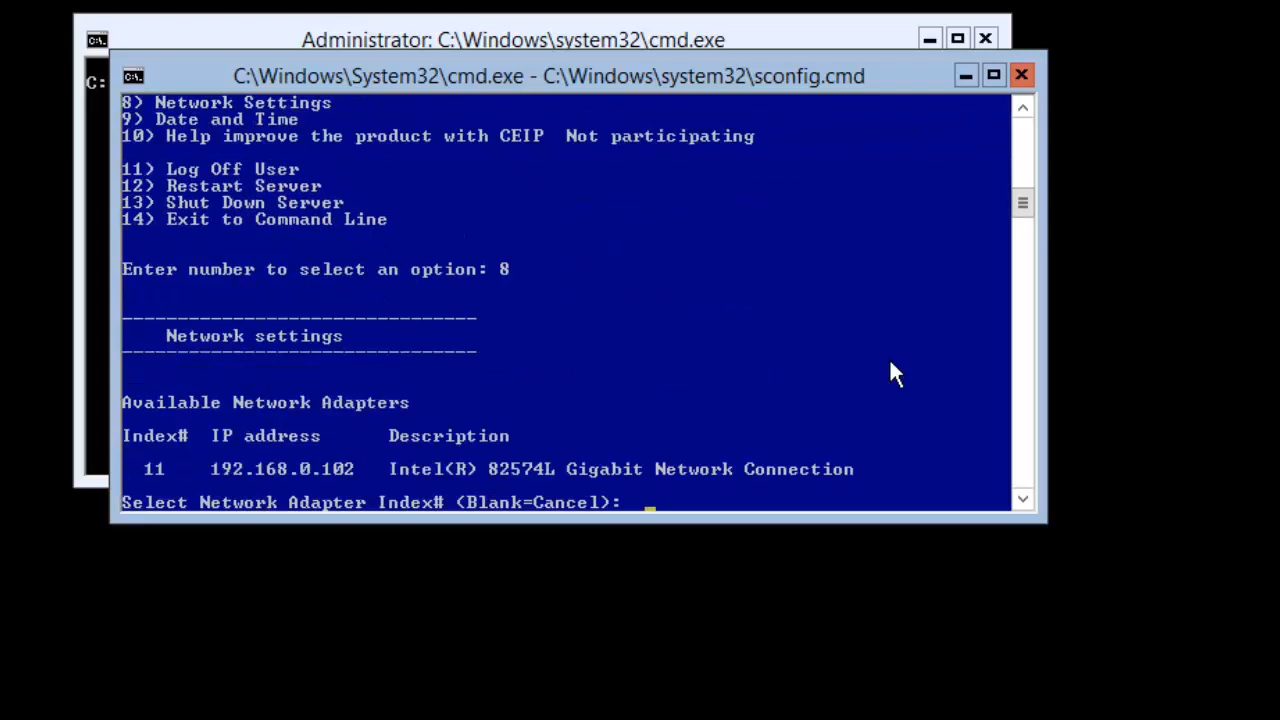 Administrator: C:\Windows\system32\cmd.exe
C:
C:\Windows\System32\cmd.exe - C:\Windows\system32\sconfig.cmd
8) Network Settings
9) Date and Time
10) Help improve the product with CEIP  Not participating
11) Log Off User
12) Restart Server
13) Shut Down Server
14) Exit to Command Line
Enter number to select an option: 8
Network settings
Available Network Adapters
Index#  IP address      Description
11    192.168.0.102   Intel(R) 82574L Gigabit Network Connection
Select Network Adapter Index# (Blank=Cancel):